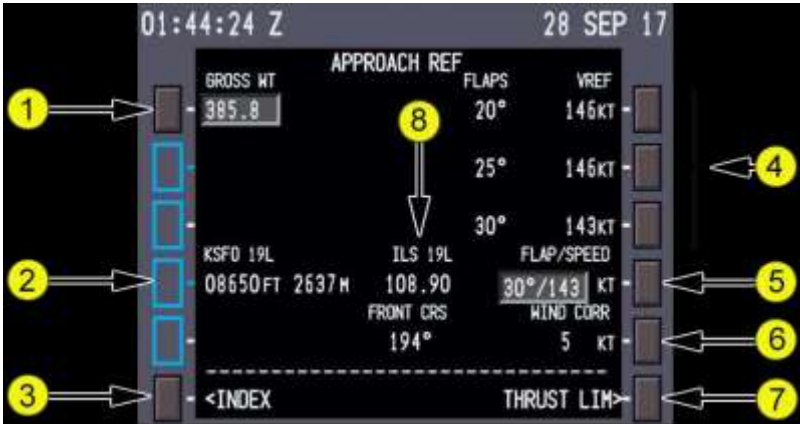 01:44:24 Z 28 SEP 17
APPROACH REF
GROSS WT FLAPS VREF
1 385.8 8 20° 146KT
25° 146KT 4
30° 143KT
KSFO 19L ILS 19L FLAP/SPEED
2 08650FT 2637M 108.90 30°/143 KT 5
FRONT CRS WIND CORR
194° 5 KT 6
3 <INDEX THRUST LIM> 7